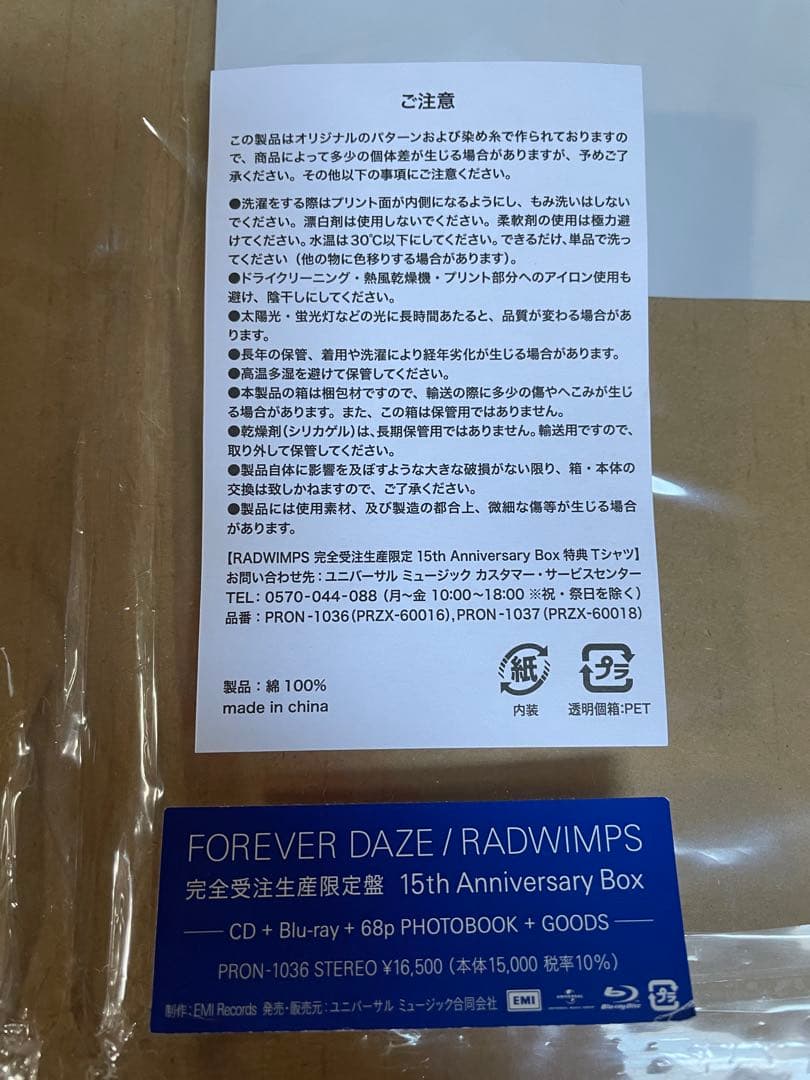 ご注意
この製品はオリジナルのパターンおよび染め糸で作られておりますの
で、商品によって多少の個体差が生じる場合がありますが、予めご了
承ください。その他以下の事項にご注意ください。
●洗濯をする際はプリント面が内側になるようにし、もみ洗いはしない
でください。漂白剤は使用しないでください。柔軟剤の使用は極力避
けてください。水温は30℃以下にしてください。できるだけ、単品で洗っ
てください（他の物に色移りする場合があります）。
●ドライクリーニング・熱風乾燥機・プリント部分へのアイロン使用も
避け、陰干しにしてください。
●太陽光・蛍光灯などの光に長時間あたると、品質が変わる場合があ
ります。
●長年の保管、着用や洗濯により経年劣化が生じる場合があります。
●高温多湿を避けて保管してください。
●本製品の箱は梱包材ですので、輸送の際に多少の傷やへこみが生じ
る場合があります。また、この箱は保管用ではありません。
●乾燥剤（シリカゲル）は、長期保管用ではありません。輸送用ですので、
取り外して保管してください。
●製品自体に影響を及ぼすような大きな破損がない限り、箱・本体の
交換は致しかねますので、ご了承ください。
●製品には使用素材、及び製造の都合上、微細な傷等が生じる場合
があります。
【RADWIMPS 完全受注生産限定 15th Anniversary Box 特典 Tシャツ】
お問い合わせ先：ユニバーサル ミュージック カスタマー・サービスセンター
TEL：0570-044-088（月〜金 10:00〜18:00 ※祝・祭日を除く）
品番：PRON-1036（PRZX-60016）, PRON-1037（PRZX-60018）
製品：綿100%
made in china
紙
内装
プラ
透明個箱:PET
FOREVER DAZE / RADWIMPS
完全受注生産限定盤 15th Anniversary Box
CD + Blu-ray + 68p PHOTOBOOK + GOODS
PRON-1036 STEREO ¥16,500（本体15,000 税率10%）
制作：EMI Records 発売・販売元：ユニバーサル ミュージック合同会社 EMI UNIVERSAL Blu-ray Disc プラ